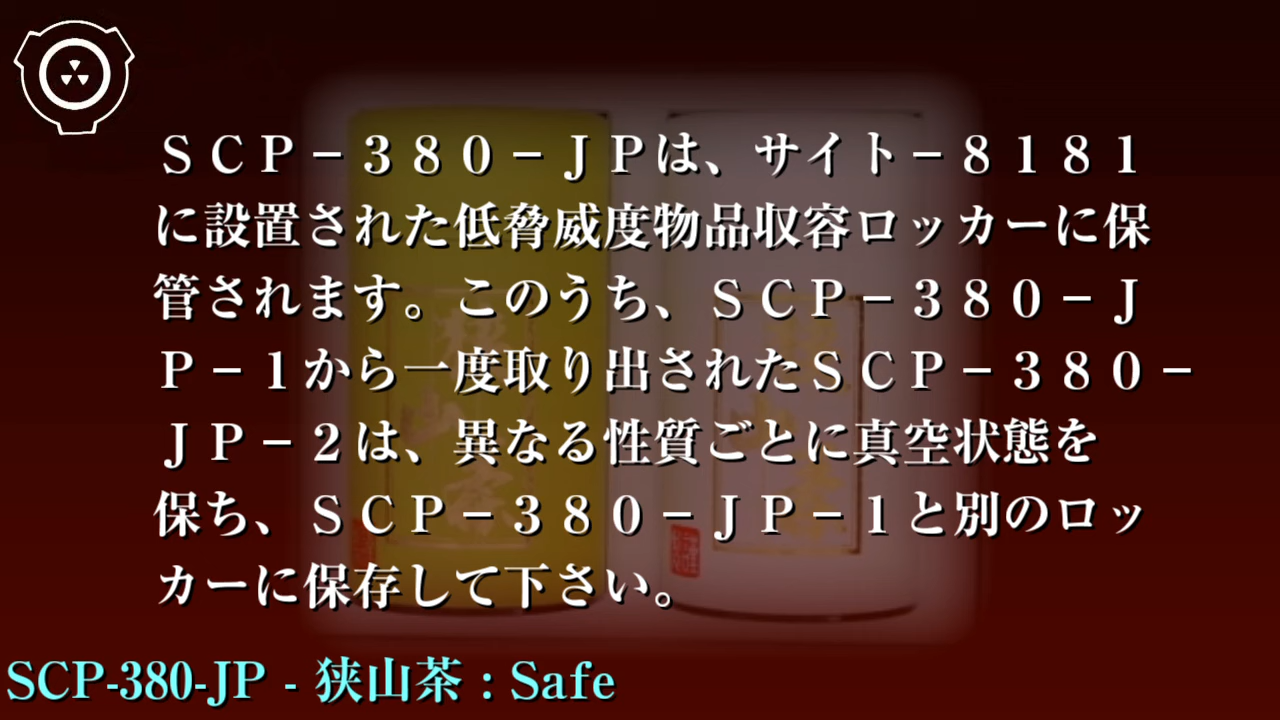 ＳＣＰ－３８０－ＪＰは、サイト－８１８１
に設置された低脅威度物品収容ロッカーに保
管されます。このうち、ＳＣＰ－３８０－Ｊ
Ｐ－１から一度取り出されたＳＣＰ－３８０－
ＪＰ－２は、異なる性質ごとに真空状態を
保ち、ＳＣＰ－３８０－ＪＰ－１と別のロッ
カーに保存して下さい。
SCP-380-JP - 狭山茶 : Safe